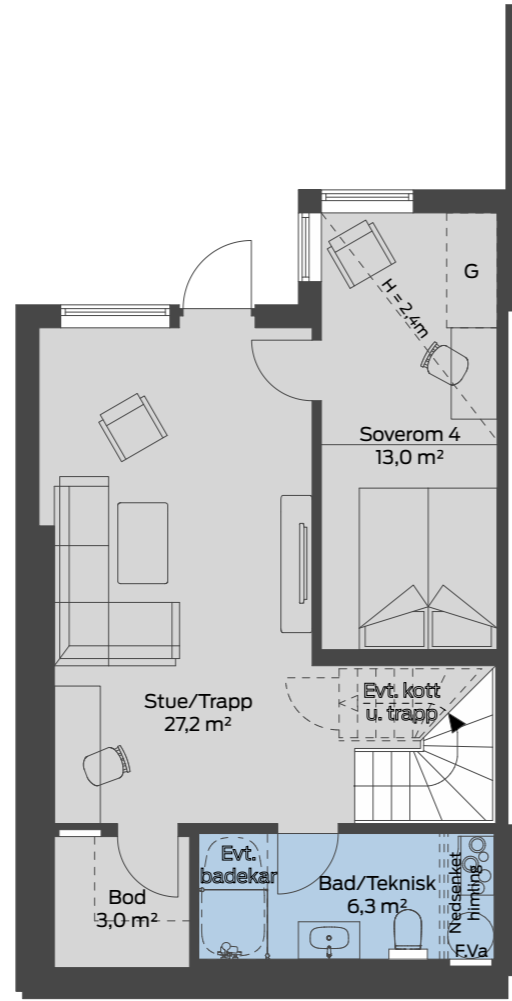 G
H = 2,4m
Soverom 4
13,0 m²
Evt. kott
u. trapp
Stue/Trapp
27,2 m²
Evt.
badekar
Bad/Teknisk
6,3 m²
Nedsenket
himting
Bod
3,0 m²
F.Va